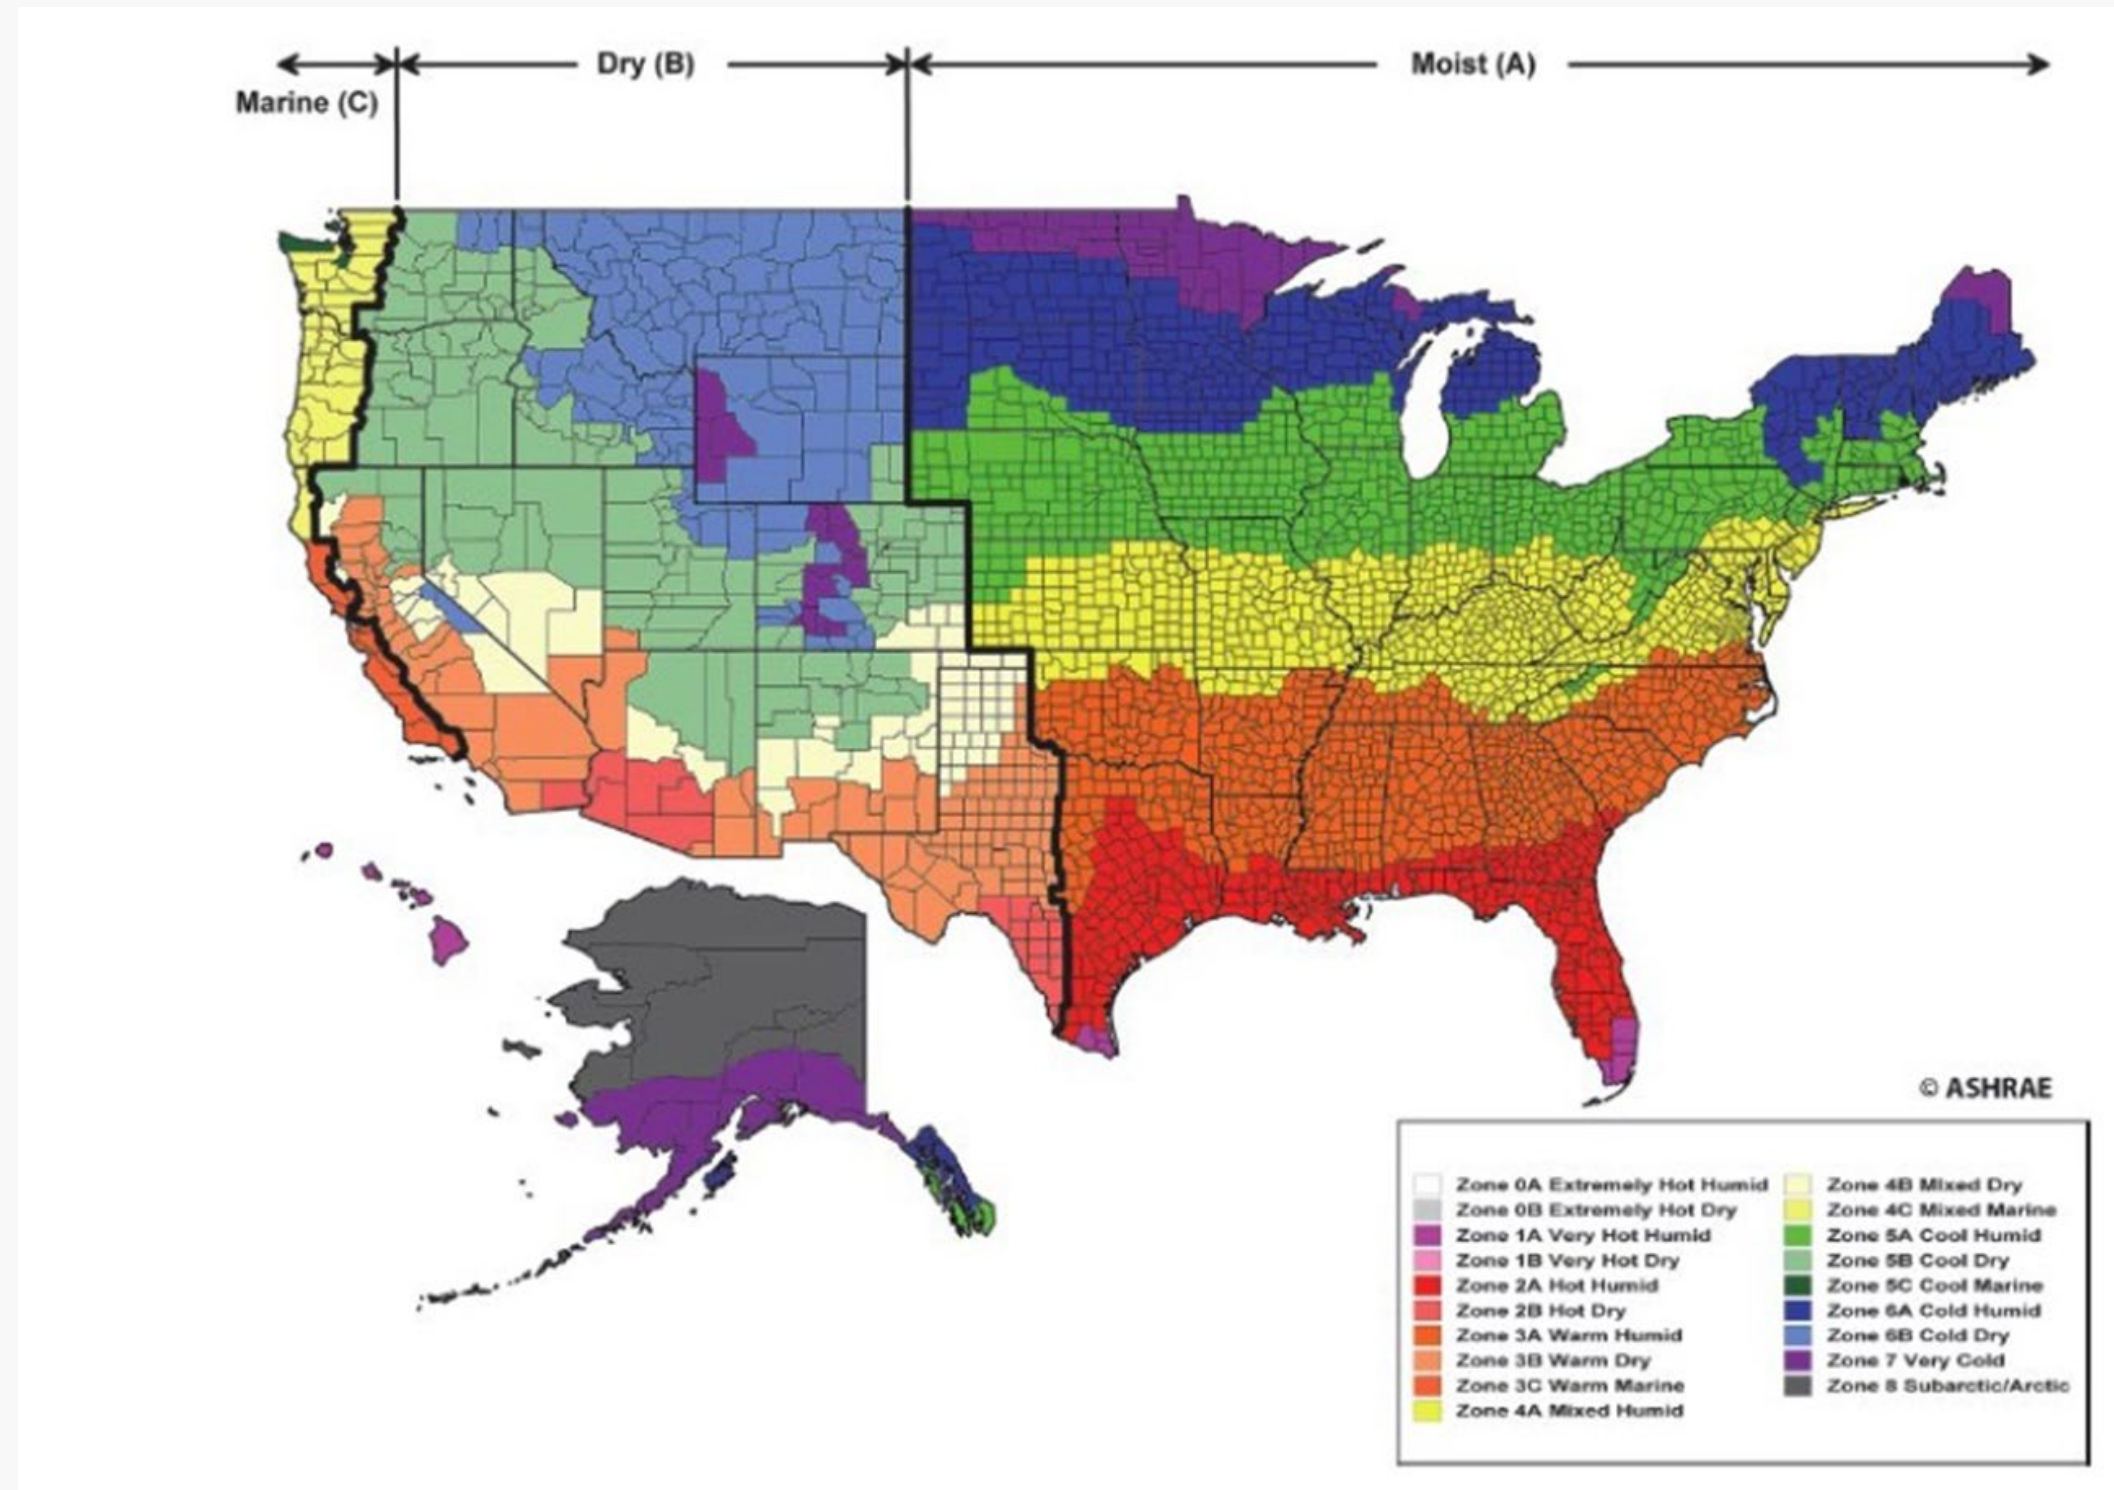 Dry (B)
Moist (A)
Marine (C)
© ASHRAE
Zone 0A Extremely Hot Humid
Zone 0B Extremely Hot Dry
Zone 1A Very Hot Humid
Zone 1B Very Hot Dry
Zone 2A Hot Humid
Zone 2B Hot Dry
Zone 3A Warm Humid
Zone 3B Warm Dry
Zone 3C Warm Marine
Zone 4A Mixed Humid
Zone 4B Mixed Dry
Zone 4C Mixed Marine
Zone 5A Cool Humid
Zone 5B Cool Dry
Zone 5C Cool Marine
Zone 6A Cold Humid
Zone 6B Cold Dry
Zone 7 Very Cold
Zone 8 Subarctic/Arctic